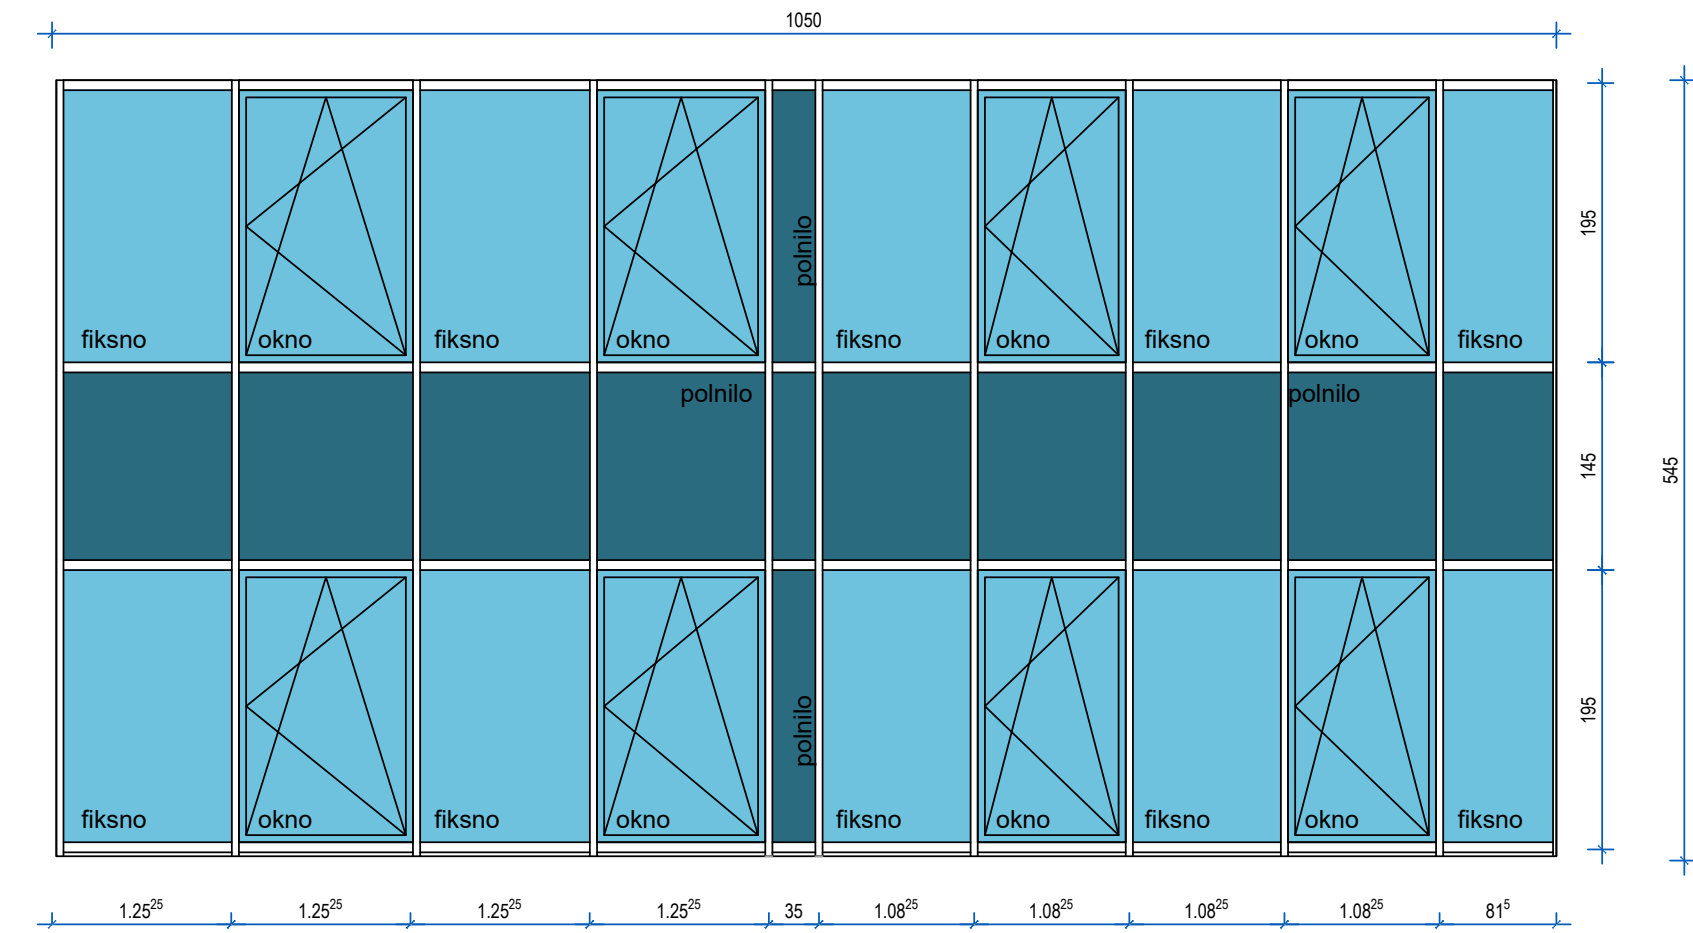 1050
polnilo
195
fiksno okno fiksno okno fiksno okno fiksno okno fiksno
polnilo polnilo
145
545
polnilo
195
fiksno okno fiksno okno fiksno okno fiksno okno fiksno
1.25²⁵ 1.25²⁵ 1.25²⁵ 1.25²⁵ 35 1.08²⁵ 1.08²⁵ 1.08²⁵ 1.08²⁵ 81⁵